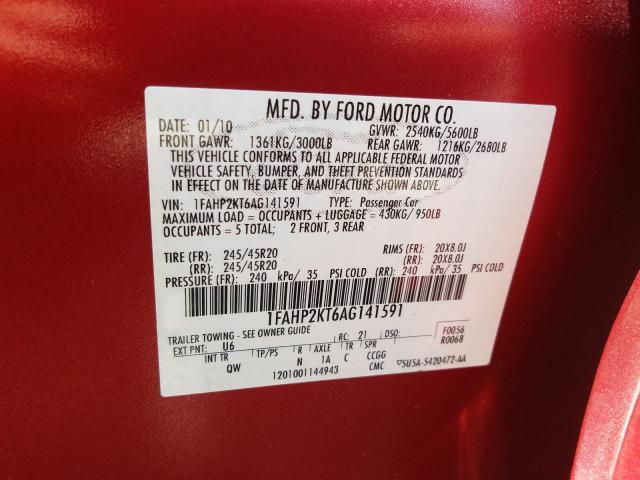 MFD. BY FORD MOTOR CO.
DATE: 01/10 GVWR: 2540KG/5600LB
FRONT GAWR: 1361KG/3000LB REAR GAWR: 1216KG/2680LB
THIS VEHICLE CONFORMS TO ALL APPLICABLE FEDERAL MOTOR
VEHICLE SAFETY, BUMPER, AND THEFT PREVENTION STANDARDS
IN EFFECT ON THE DATE OF MANUFACTURE SHOWN ABOVE.
VIN: 1FAHP2KT6AG141591 TYPE: Passenger Car
MAXIMUM LOAD = OCCUPANTS + LUGGAGE = 430KG/950LB
OCCUPANTS = 5 TOTAL; 2 FRONT, 3 REAR
TIRE (FR): 245/45R20 RIMS (FR): 20X8.0J
(RR): 245/45R20 (RR): 20X8.0J
PRESSURE (FR): 240 kPa/ 35 PSI COLD (RR): 240 kPa/ 35 PSI COLD
1FAHP2KT6AG141591
TRAILER TOWING - SEE OWNER GUIDE
EXT PNT: U6 RC: 21 DSO: F0056
R0068
INT TR TP/PS R AXLE TR SPR
QW N 1A C CCGG
CMC
1201001144943
▽5U5A-5420472-AA